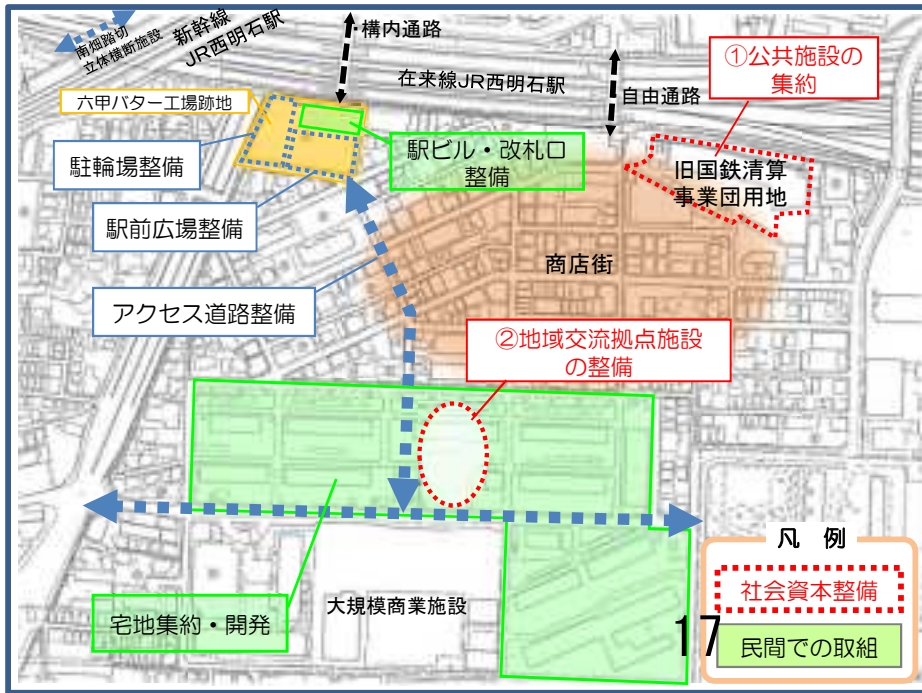 南畑踏切
立体横断施設
新幹線
JR西明石駅
構内通路
在来線JR西明石駅
自由通路
①公共施設の
集約
六甲バター工場跡地
駅ビル・改札口
整備
旧国鉄清算
事業団用地
駐輪場整備
駅前広場整備
商店街
アクセス道路整備
②地域交流拠点施設
の整備
大規模商業施設
宅地集約・開発
凡 例
社会資本整備
民間での取組
17